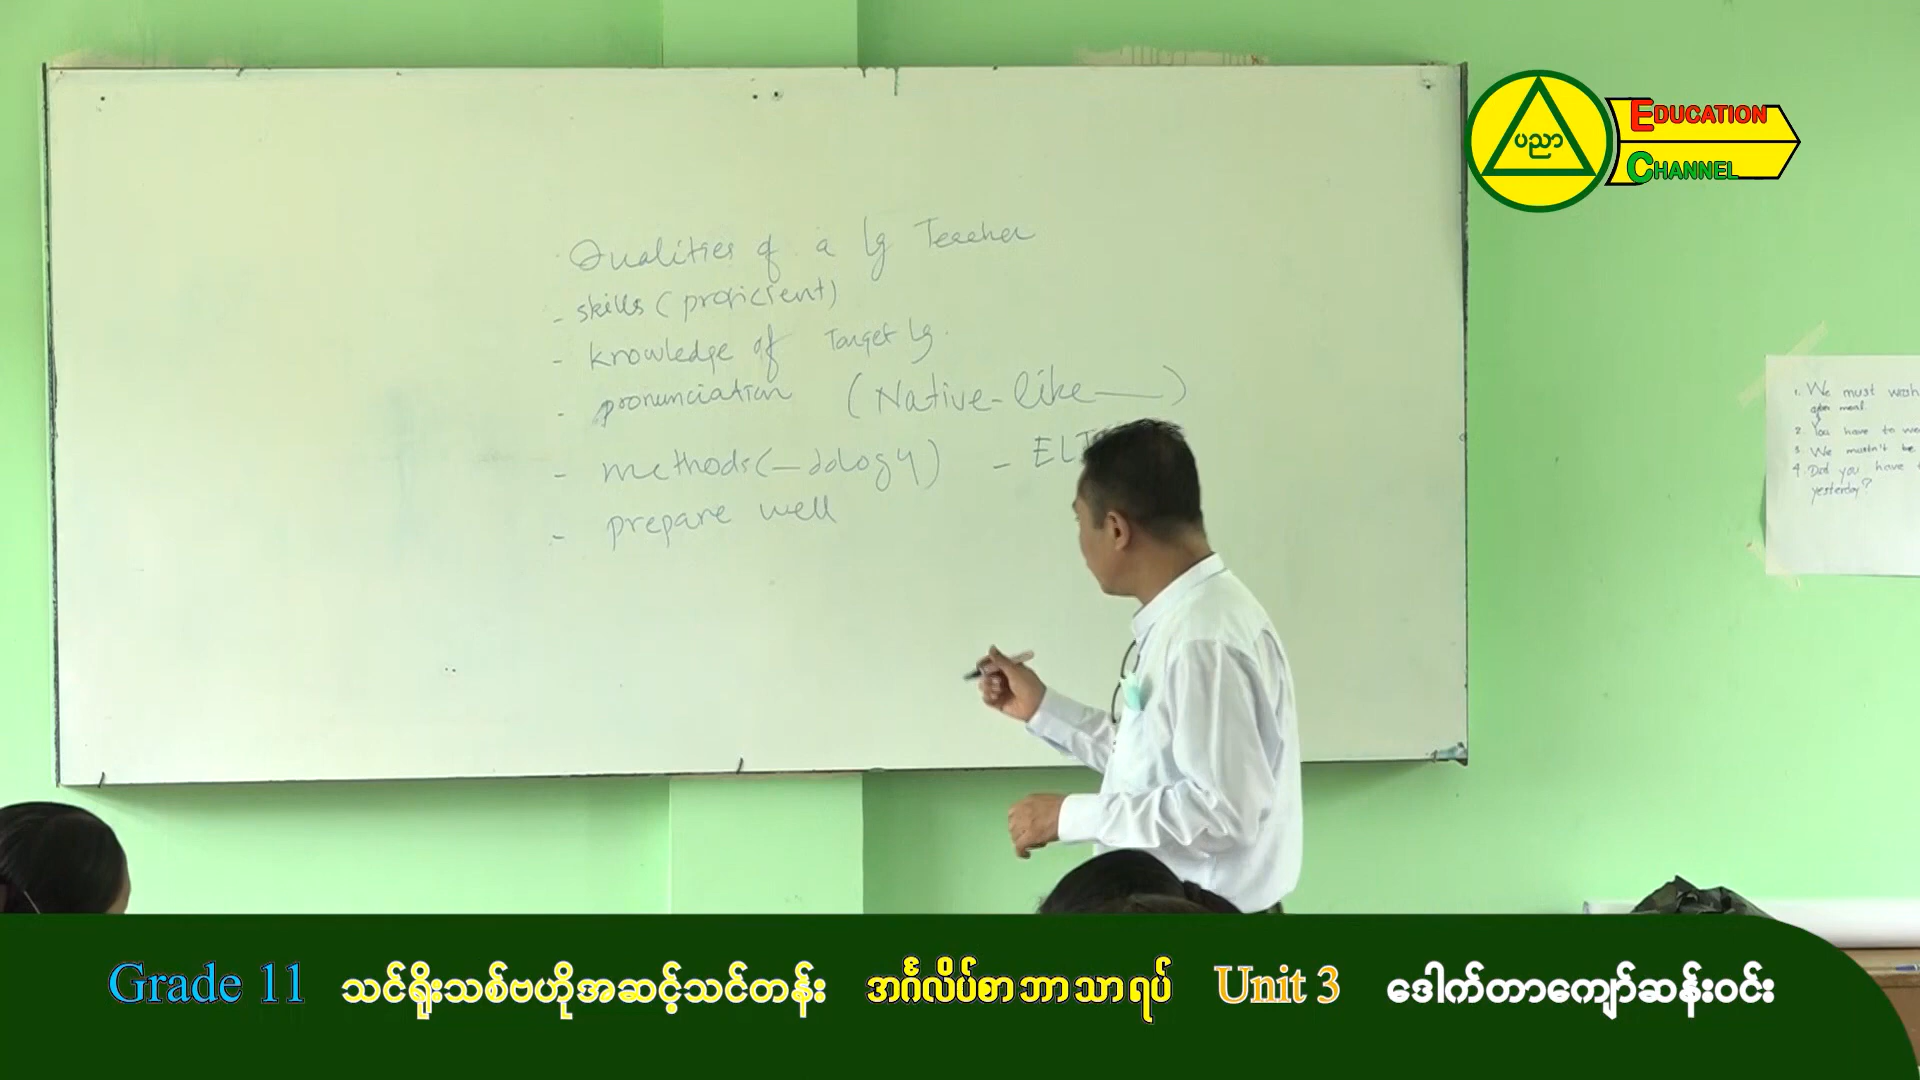 Qualities of a lg Teacher
- skills (proficient)
- knowledge of Target lg.
- pronunciation (Native-like —)
- methods (—dology) - ELT
- prepare well
ပညာ
EDUCATION
CHANNEL
1. We must wash
after meal.
2. You have to
3. We mustn't be
4. Did you have
yesterday?
Grade 11 သင်ရိုးသစ်ဗဟိုအဆင့်သင်တန်း အင်္ဂလိပ်စာဘာသာရပ် Unit 3 ဒေါက်တာကျော်ဆန်းဝင်း